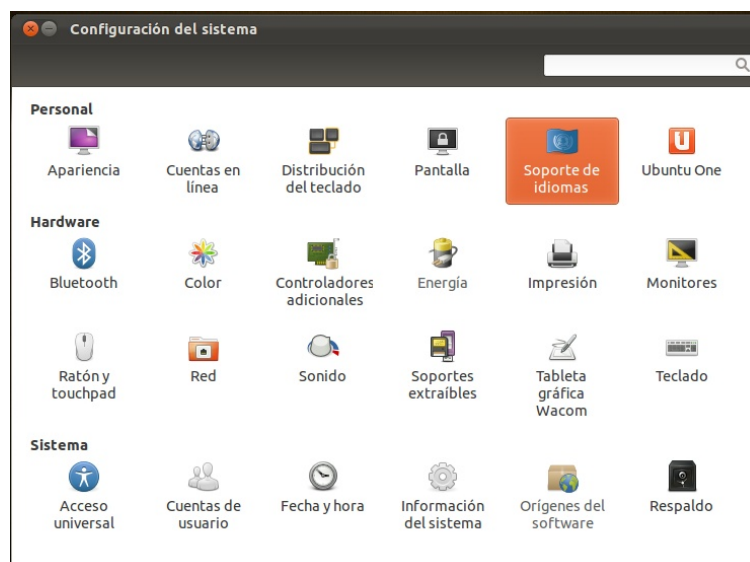 Configuración del sistema
Personal
Apariencia
Cuentas en
línea
Distribución
del teclado
Pantalla
Soporte de
idiomas
Ubuntu One
Hardware
Bluetooth
Color
Controladores
adicionales
Energía
Impresión
Monitores
Ratón y
touchpad
Red
Sonido
Soportes
extraíbles
Tableta
gráfica
Wacom
Teclado
Sistema
Acceso
universal
Cuentas de
usuario
Fecha y hora
Información
del sistema
Orígenes del
software
Respaldo